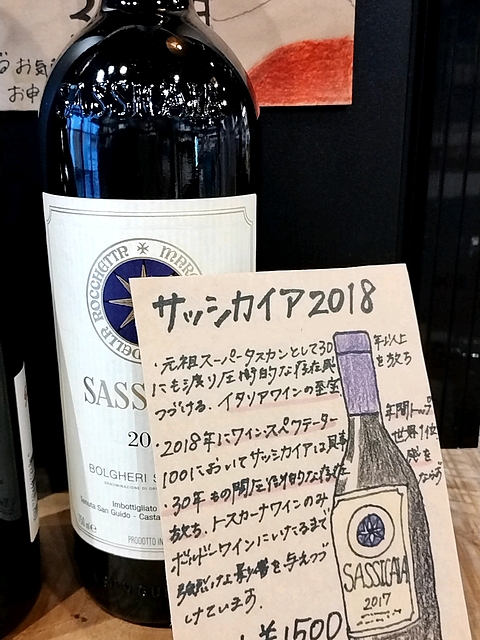 お気
お申
SASSICAIA
ROCCHETTA
MARC
DELLE
SASS
20
BOLGHERI S
Imbottigliato
Tenuta San Guido - Casta
PRODOTTO IN
サッシカイア2018
・元祖スーパータスカンとして30年以上
にも渡り圧倒的な存在感を放ち
つづける、イタリアワインの至宝
・2018年にワインスペクテーター年間トップ
100においてサッシカイアは見事世界1位
30年もの間圧倒的な存在感を
放ち、トスカーナワインのみならず
ボルドーワインにいたるまで
強烈な影響を与えつづ
けています。
¥1500
SASSICAIA
2017